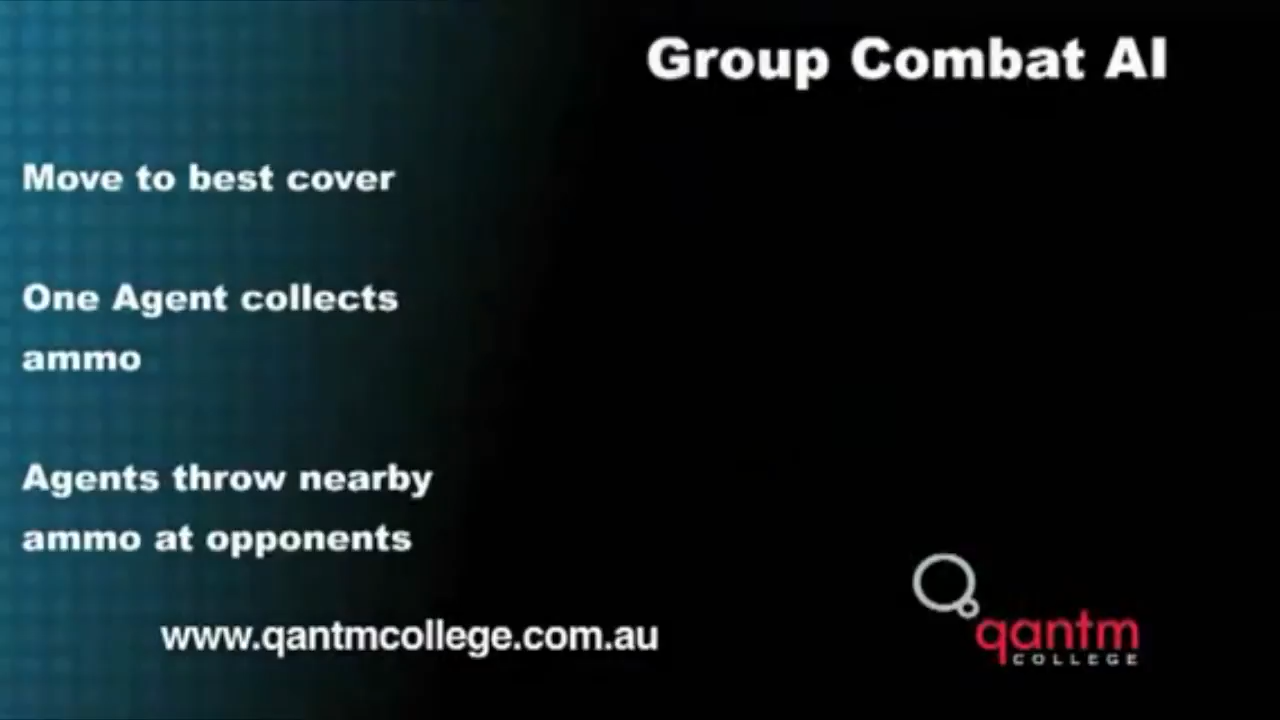 Group Combat AI
Move to best cover
One Agent collects
ammo
Agents throw nearby
ammo at opponents
www.qantmcollege.com.au
qantm
COLLEGE